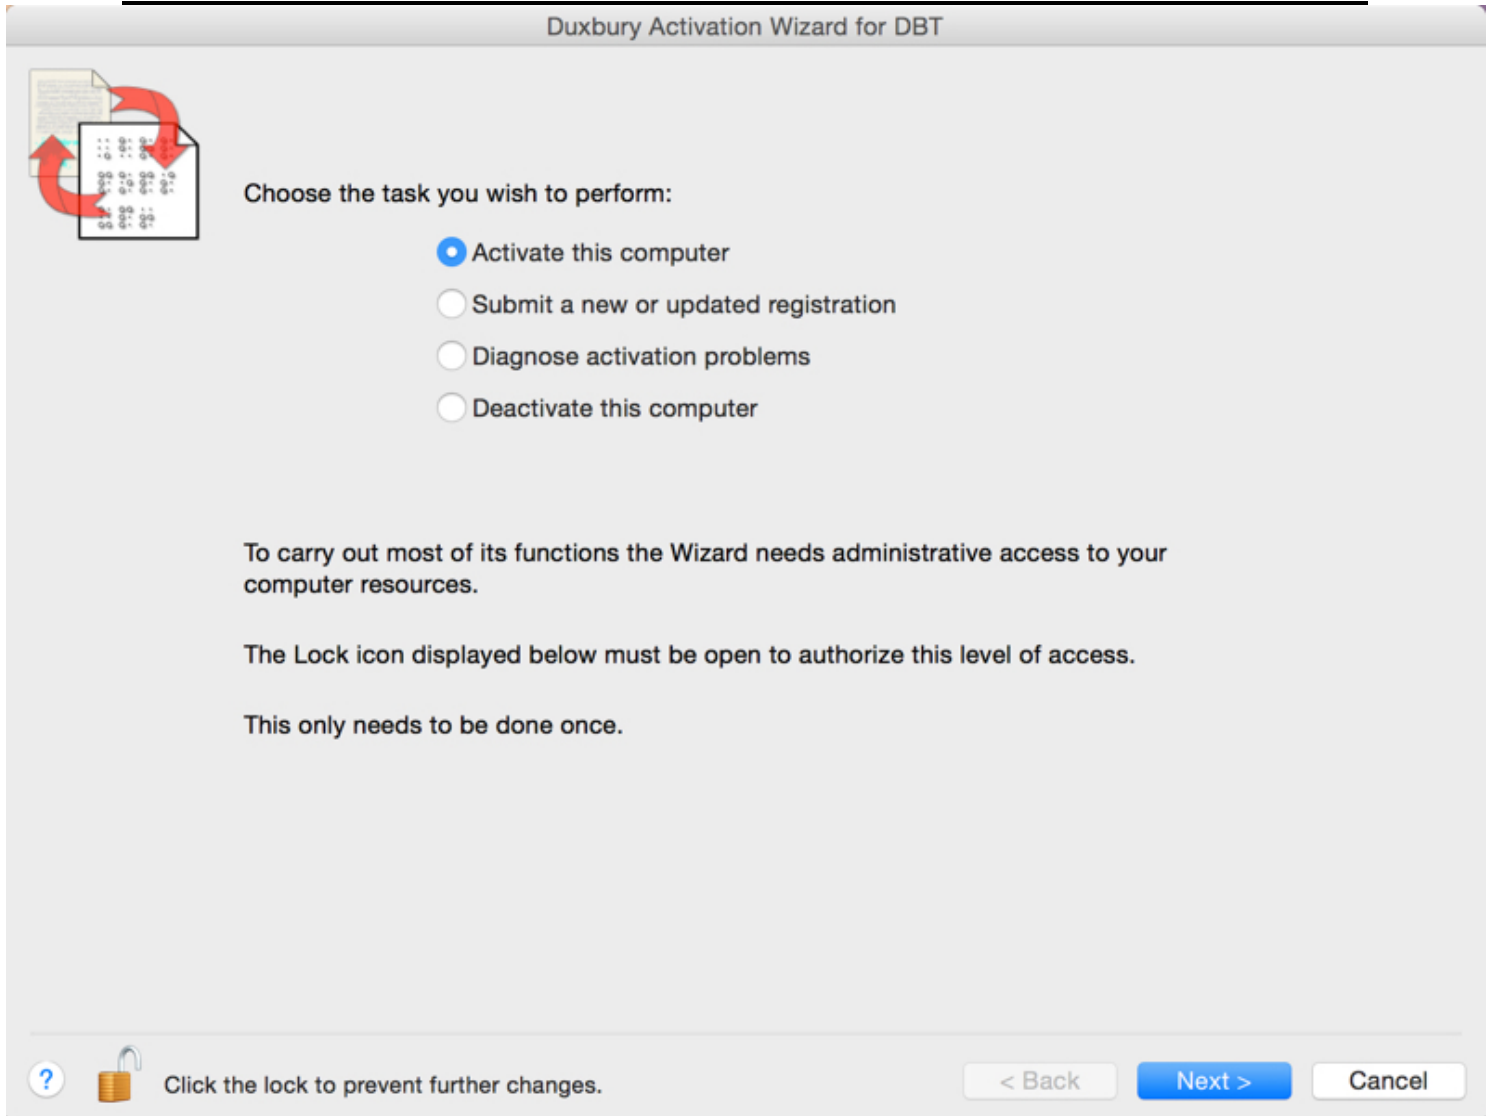 Duxbury Activation Wizard for DBT
Choose the task you wish to perform:
Activate this computer
Submit a new or updated registration
Diagnose activation problems
Deactivate this computer
To carry out most of its functions the Wizard needs administrative access to your
computer resources.
The Lock icon displayed below must be open to authorize this level of access.
This only needs to be done once.
?
Click the lock to prevent further changes.
< Back
Next >
Cancel